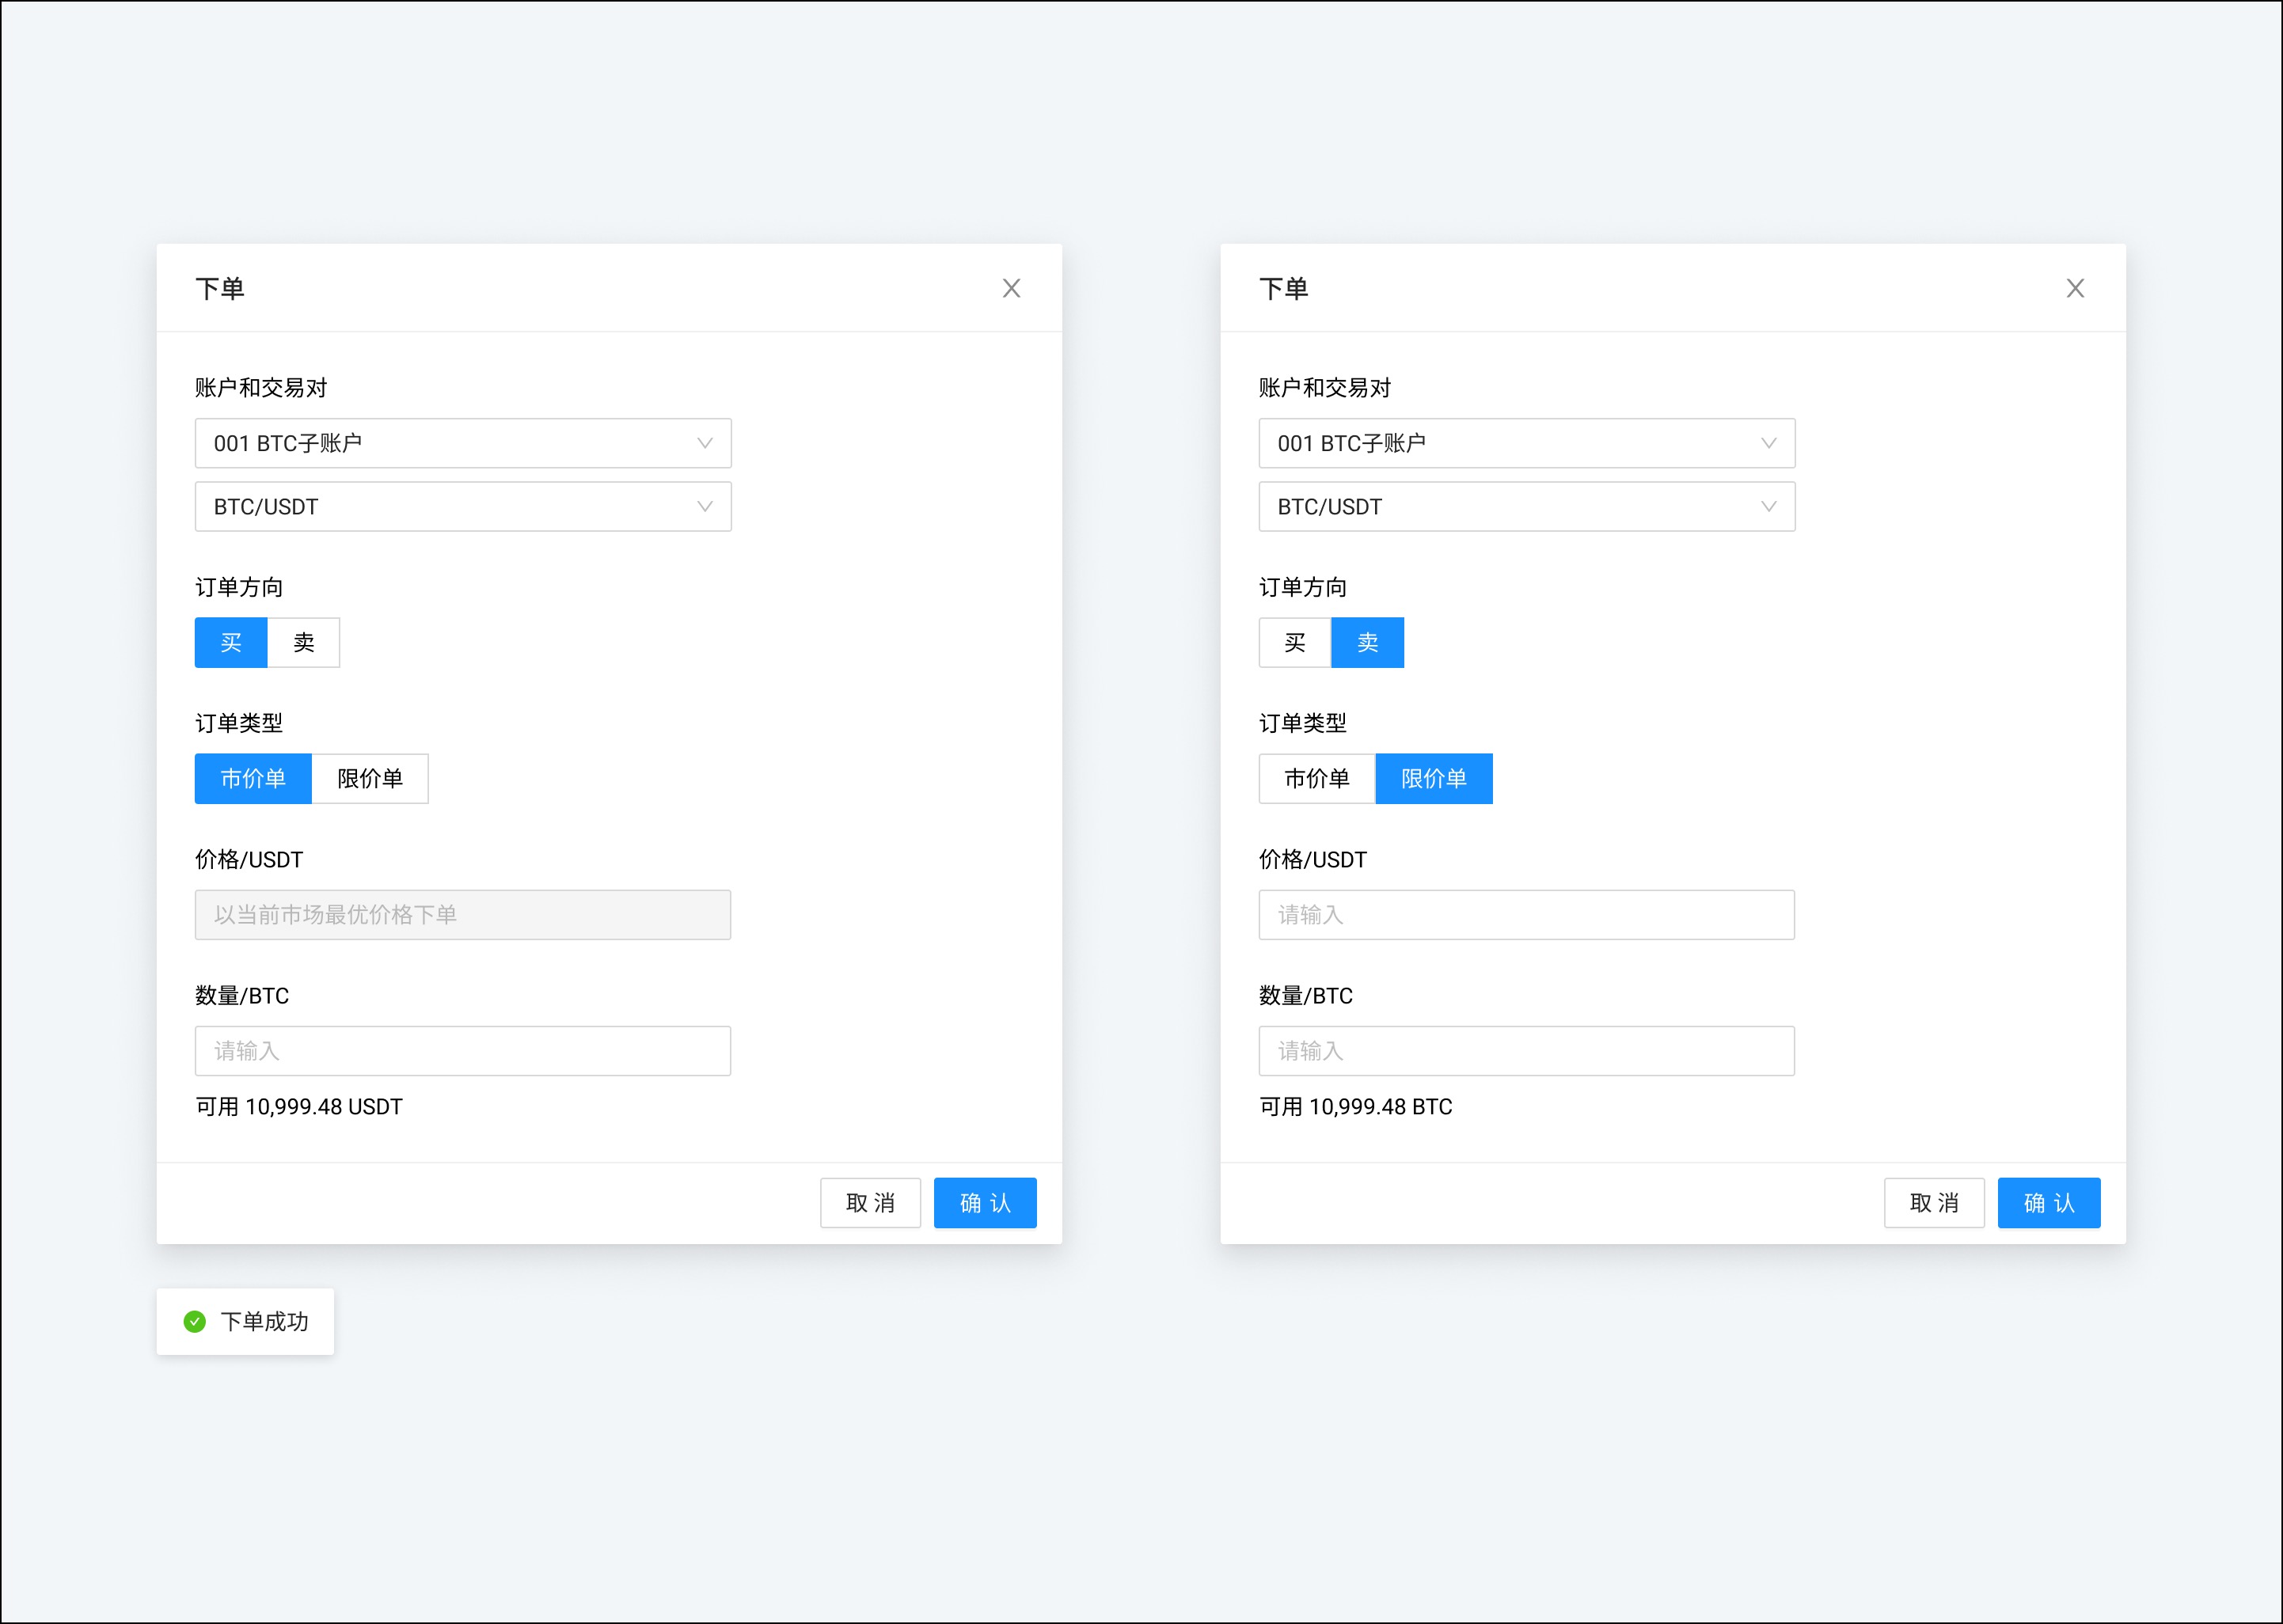 下单
账户和交易对
001 BTC子账户
BTC/USDT
订单方向
买 卖
订单类型
市价单 限价单
价格/USDT
以当前市场最优价格下单
数量/BTC
请输入
可用 10,999.48 USDT
取 消 确 认
下单成功
下单
账户和交易对
001 BTC子账户
BTC/USDT
订单方向
买 卖
订单类型
市价单 限价单
价格/USDT
请输入
数量/BTC
请输入
可用 10,999.48 BTC
取 消 确 认